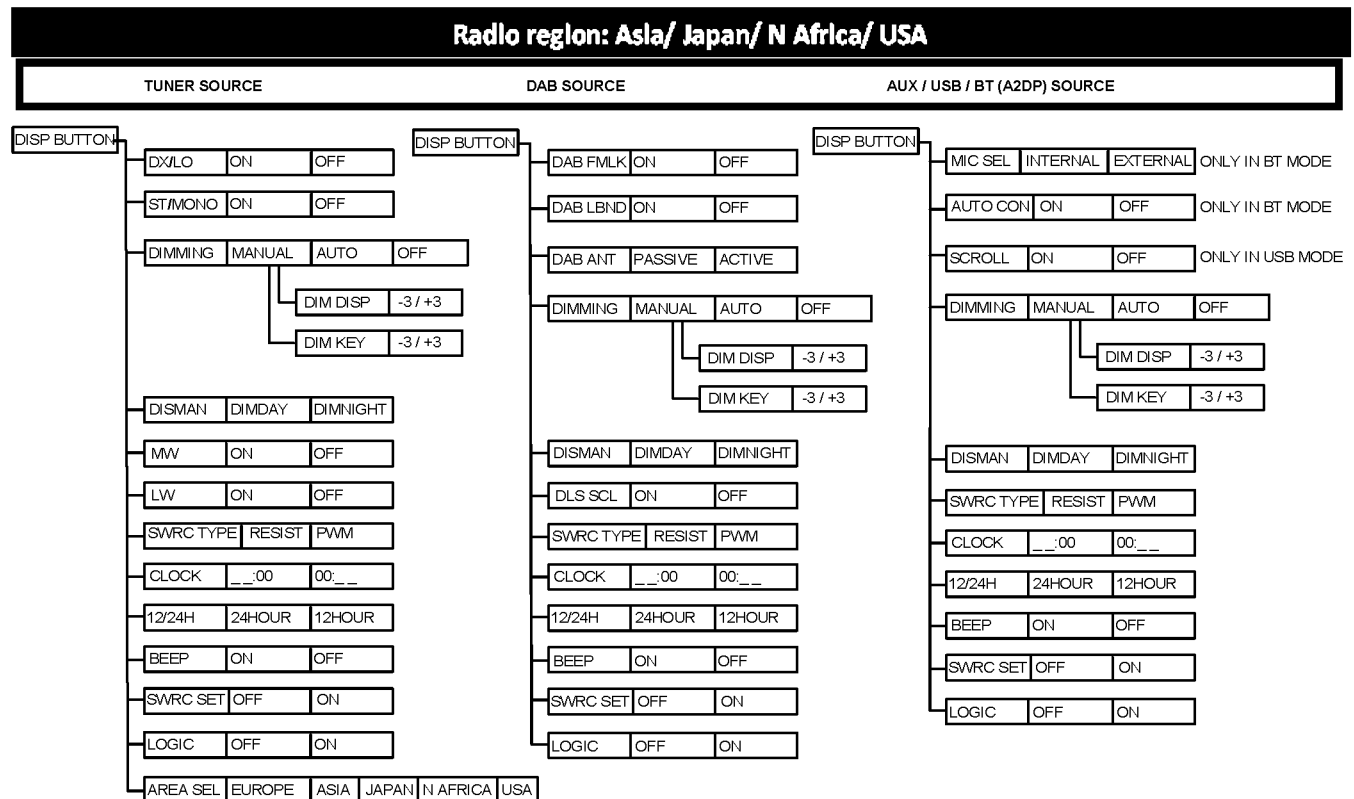 Radio region: Asia/ Japan/ N Africa/ USA
TUNER SOURCE
DAB SOURCE
AUX / USB / BT (A2DP) SOURCE
DISP BUTTON
DX/LO ON OFF
ST/MONO ON OFF
DIMMING MANUAL AUTO OFF
DIM DISP -3 / +3
DIM KEY -3 / +3
DISMAN DIMDAY DIMNIGHT
MW ON OFF
LW ON OFF
SWRC TYPE RESIST PWM
CLOCK _ _:00 00:_ _
12/24H 24HOUR 12HOUR
BEEP ON OFF
SWRC SET OFF ON
LOGIC OFF ON
AREA SEL EUROPE ASIA JAPAN N AFRICA USA
DISP BUTTON
DAB FMLK ON OFF
DAB LBND ON OFF
DAB ANT PASSIVE ACTIVE
DIMMING MANUAL AUTO OFF
DIM DISP -3 / +3
DIM KEY -3 / +3
DISMAN DIMDAY DIMNIGHT
DLS SCL ON OFF
SWRC TYPE RESIST PWM
CLOCK _ _:00 00:_ _
12/24H 24HOUR 12HOUR
BEEP ON OFF
SWRC SET OFF ON
LOGIC OFF ON
DISP BUTTON
MIC SEL INTERNAL EXTERNAL ONLY IN BT MODE
AUTO CON ON OFF ONLY IN BT MODE
SCROLL ON OFF ONLY IN USB MODE
DIMMING MANUAL AUTO OFF
DIM DISP -3 / +3
DIM KEY -3 / +3
DISMAN DIMDAY DIMNIGHT
SWRC TYPE RESIST PWM
CLOCK _ _:00 00:_ _
12/24H 24HOUR 12HOUR
BEEP ON OFF
SWRC SET OFF ON
LOGIC OFF ON